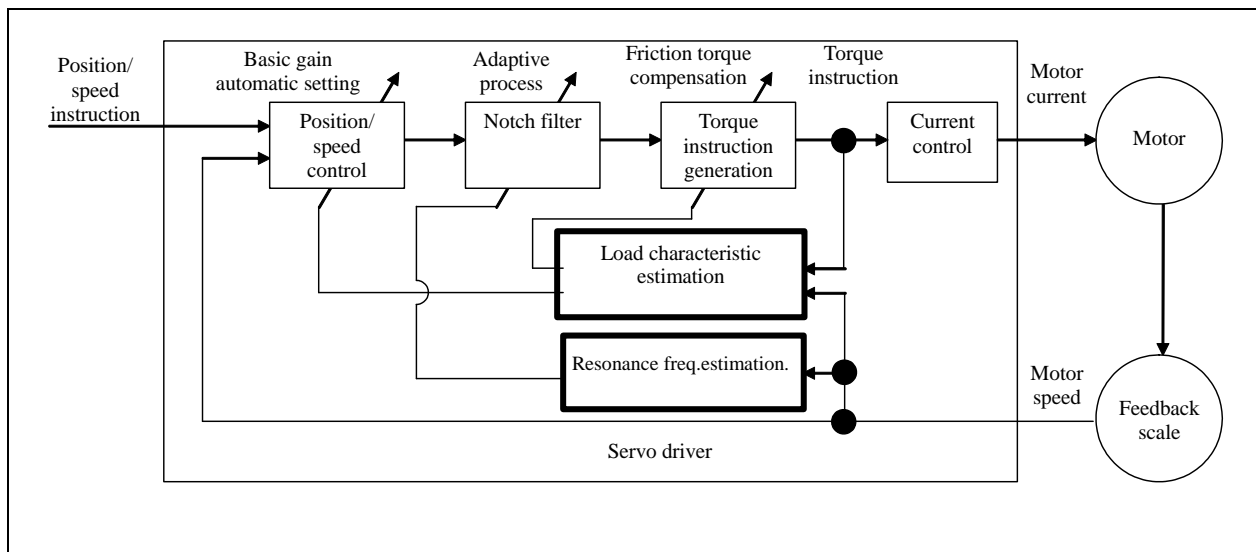 Position/
speed
instruction
Basic gain
automatic setting
Adaptive
process
Friction torque
compensation
Torque
instruction
Motor
current
Position/
speed
control
Notch filter
Torque
instruction
generation
Current
control
Motor
Load characteristic
estimation
Resonance freq.estimation.
Motor
speed
Feedback
scale
Servo driver